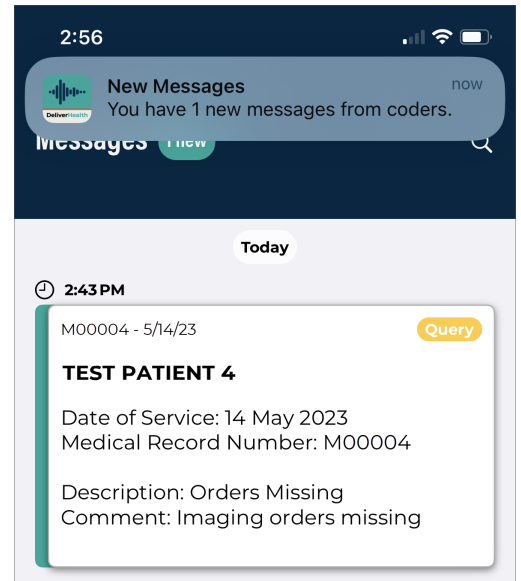 2:56
New Messages now
You have 1 new messages from coders.
DeliverHealth
Messages 1 new
Today
2:43 PM
M00004 - 5/14/23 Query
TEST PATIENT 4
Date of Service: 14 May 2023
Medical Record Number: M00004
Description: Orders Missing
Comment: Imaging orders missing